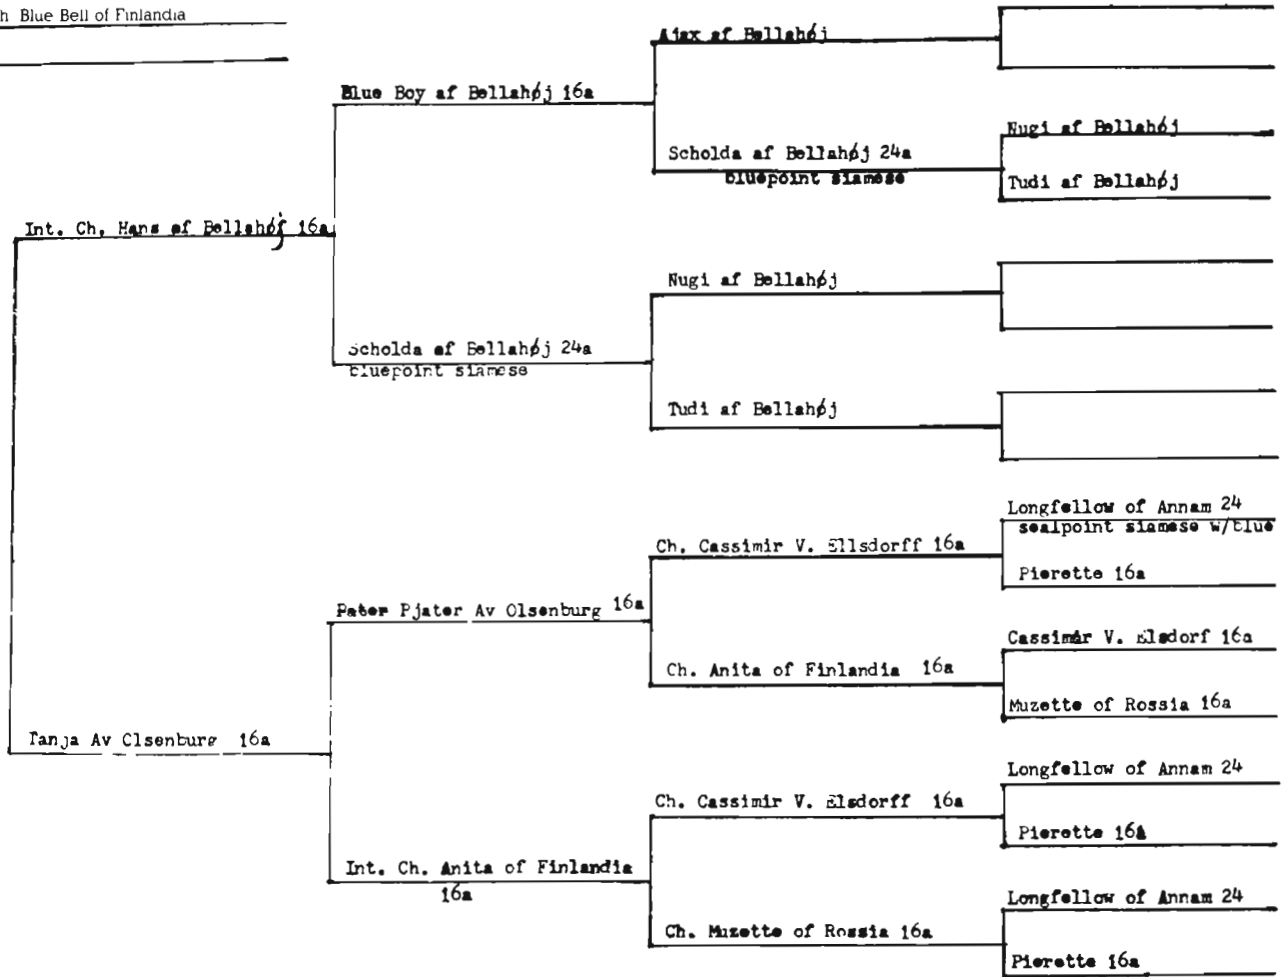 h Blue Bell of Finlandia
Ajax af Bellahøj
Blue Boy af Bellahøj 16a
Nugi af Bellahøj
Scholda af Bellahøj 24a
bluepoint siamese
Tudi af Bellahøj
Int. Ch. Hans af Bellahøj 16a
Nugi af Bellahøj
Scholda af Bellahøj 24a
bluepoint siamese
Tudi af Bellahøj
Longfellow of Annam 24
sealpoint siamese w/blue
Ch. Cassimir V. Ellsdorff 16a
Pierette 16a
Pater Pjater Av Olsenburg 16a
Cassimir V. Elsdorf 16a
Ch. Anita of Finlandia 16a
Muzette of Rossia 16a
Tanja Av Olsenburg 16a
Longfellow of Annam 24
Ch. Cassimir V. Elsdorff 16a
Pierette 16a
Int. Ch. Anita of Finlandia
16a
Longfellow of Annam 24
Ch. Muzette of Rossia 16a
Pierette 16a